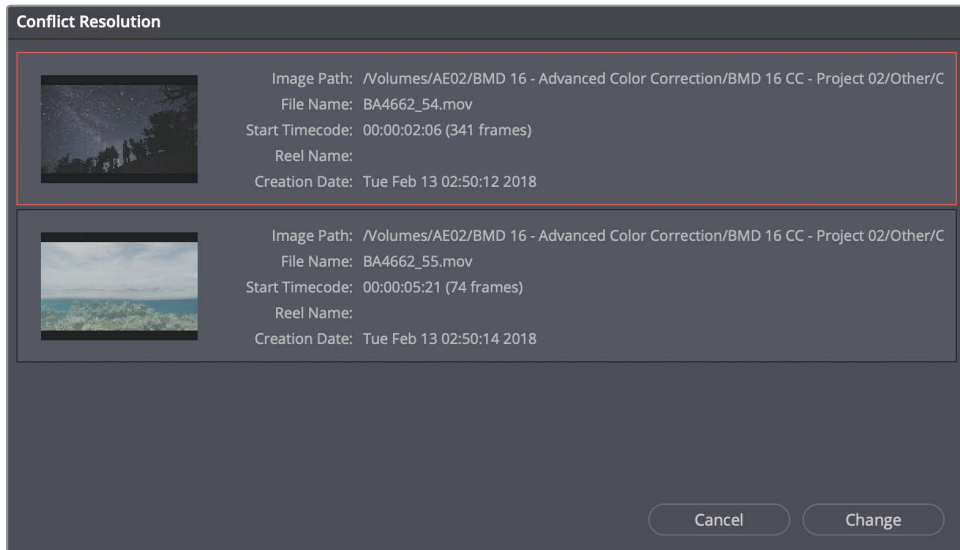 Conflict Resolution
Image Path: /Volumes/AE02/BMD 16 - Advanced Color Correction/BMD 16 CC - Project 02/Other/C
File Name: BA4662_54.mov
Start Timecode: 00:00:02:06 (341 frames)
Reel Name:
Creation Date: Tue Feb 13 02:50:12 2018
Image Path: /Volumes/AE02/BMD 16 - Advanced Color Correction/BMD 16 CC - Project 02/Other/C
File Name: BA4662_55.mov
Start Timecode: 00:00:05:21 (74 frames)
Reel Name:
Creation Date: Tue Feb 13 02:50:14 2018
Cancel Change